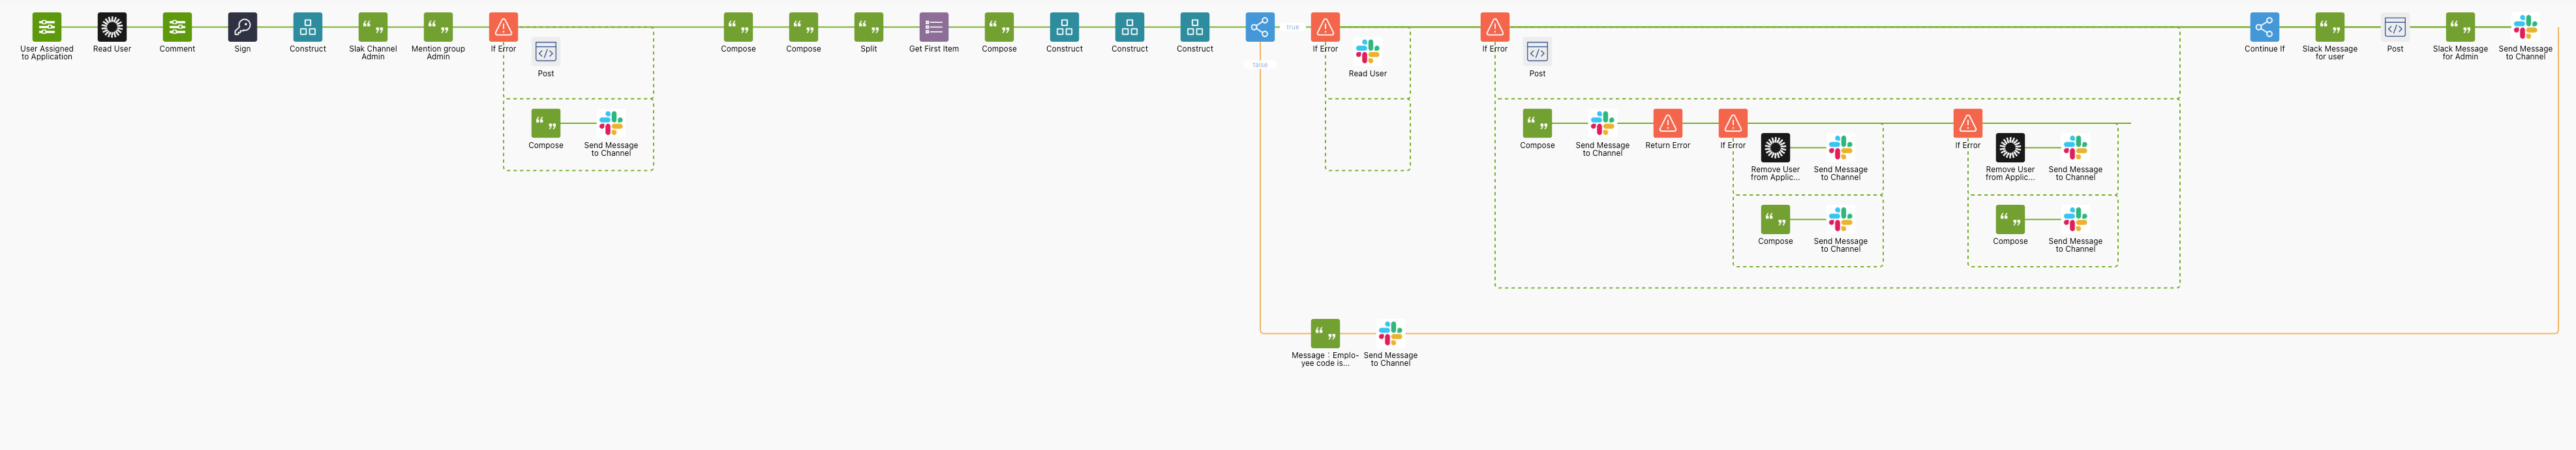 User Assigned
to Application
Read User
Comment
Sign
Construct
Slak Channel
Admin
Mention group
Admin
If Error
Post
Compose
Send Message
to Channel
Compose
Compose
Split
Get First Item
Compose
Construct
Construct
Construct
true
false
If Error
Read User
If Error
Post
Compose
Send Message
to Channel
Return Error
If Error
Remove User
from Applic...
Send Message
to Channel
Compose
Send Message
to Channel
If Error
Remove User
from Applic...
Send Message
to Channel
Compose
Send Message
to Channel
Continue If
Slack Message
for user
Post
Slack Message
for Admin
Send Message
to Channel
Message : Emplo-
yee code is...
Send Message
to Channel